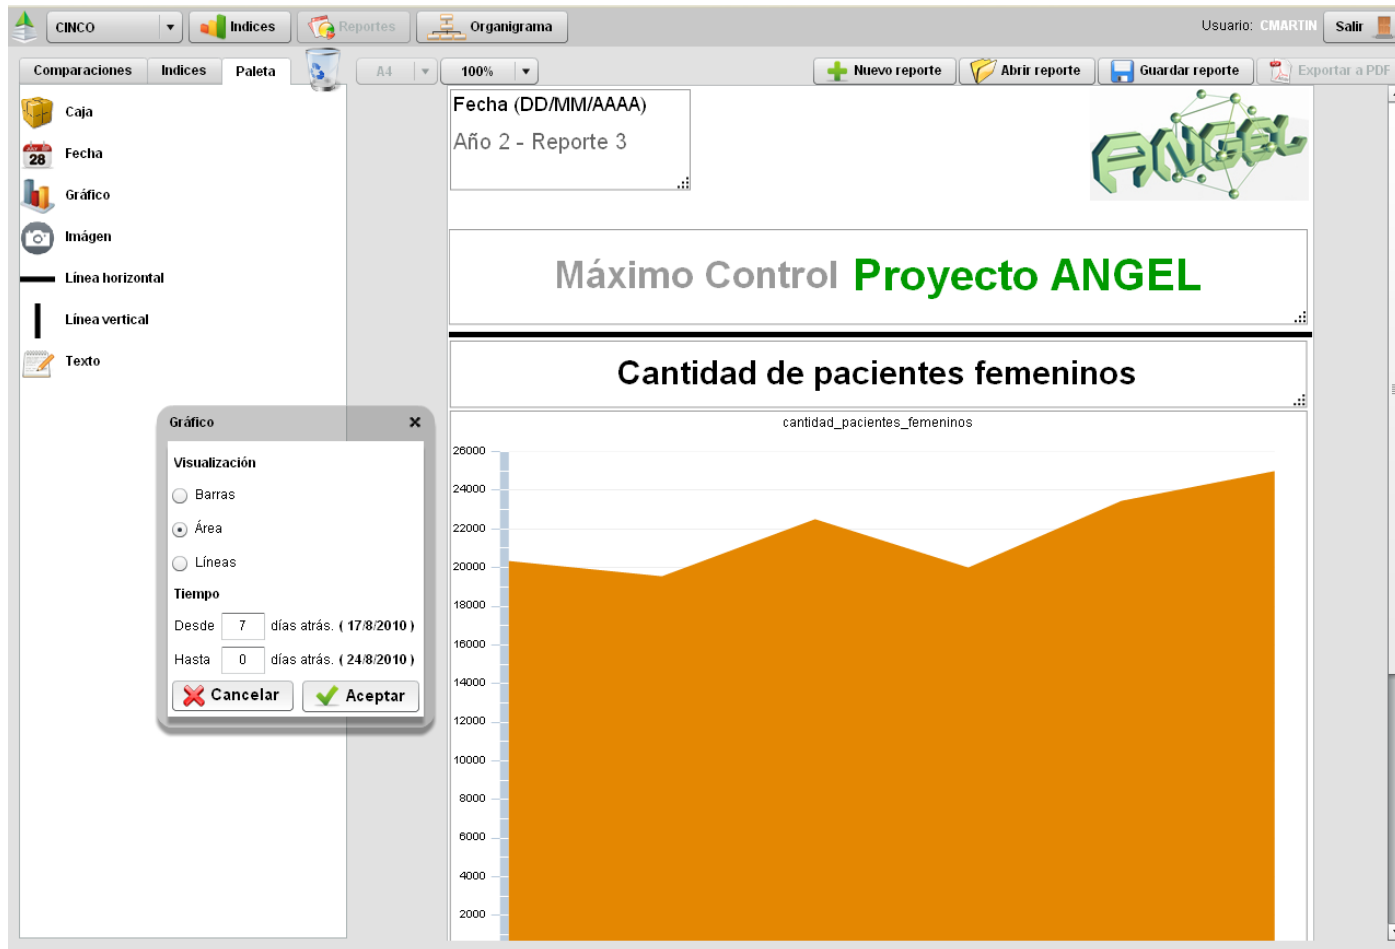 CINCO Indices Reportes Organigrama Usuario: CMARTIN Salir
Comparaciones Indices Paleta A4 100% Nuevo reporte Abrir reporte Guardar reporte Exportar a PDF
Caja
JULY 28 Fecha
Gráfico
Imágen
Línea horizontal
Línea vertical
Texto
Fecha (DD/MM/AAAA)
Año 2 - Reporte 3
ANGEL
Máximo Control Proyecto ANGEL
Cantidad de pacientes femeninos
cantidad_pacientes_femeninos
26000
24000
22000
20000
18000
16000
14000
12000
10000
8000
6000
4000
2000
Gráfico
Visualización
Barras
Área
Líneas
Tiempo
Desde 7 días atrás. ( 17/8/2010 )
Hasta 0 días atrás. ( 24/8/2010 )
Cancelar Aceptar